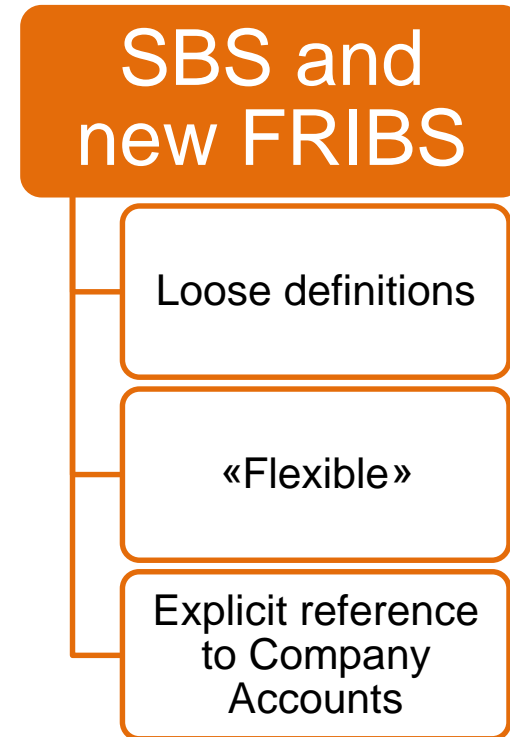 SBS and
new FRIBS
Loose definitions
«Flexible»
Explicit reference
to Company
Accounts